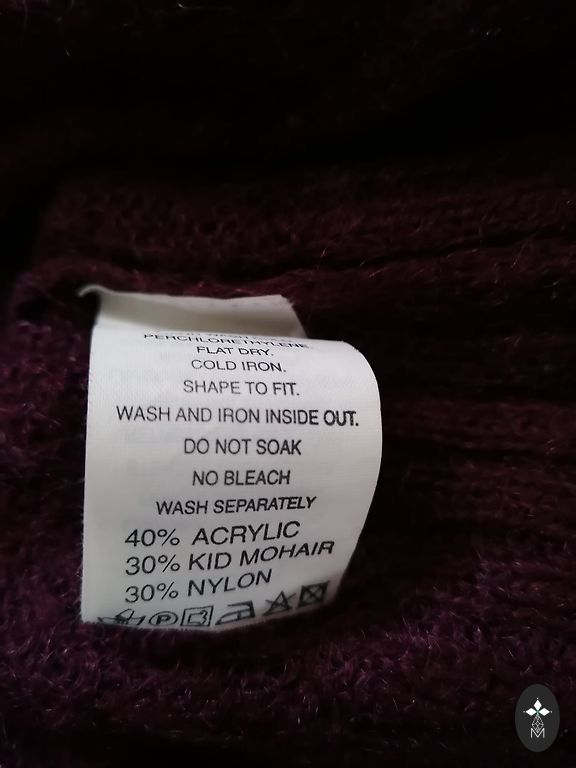 PERCHLORETHYLENE.
FLAT DRY.
COLD IRON.
SHAPE TO FIT.
WASH AND IRON INSIDE OUT.
DO NOT SOAK
NO BLEACH
WASH SEPARATELY
40% ACRYLIC
30% KID MOHAIR
30% NYLON
P
M